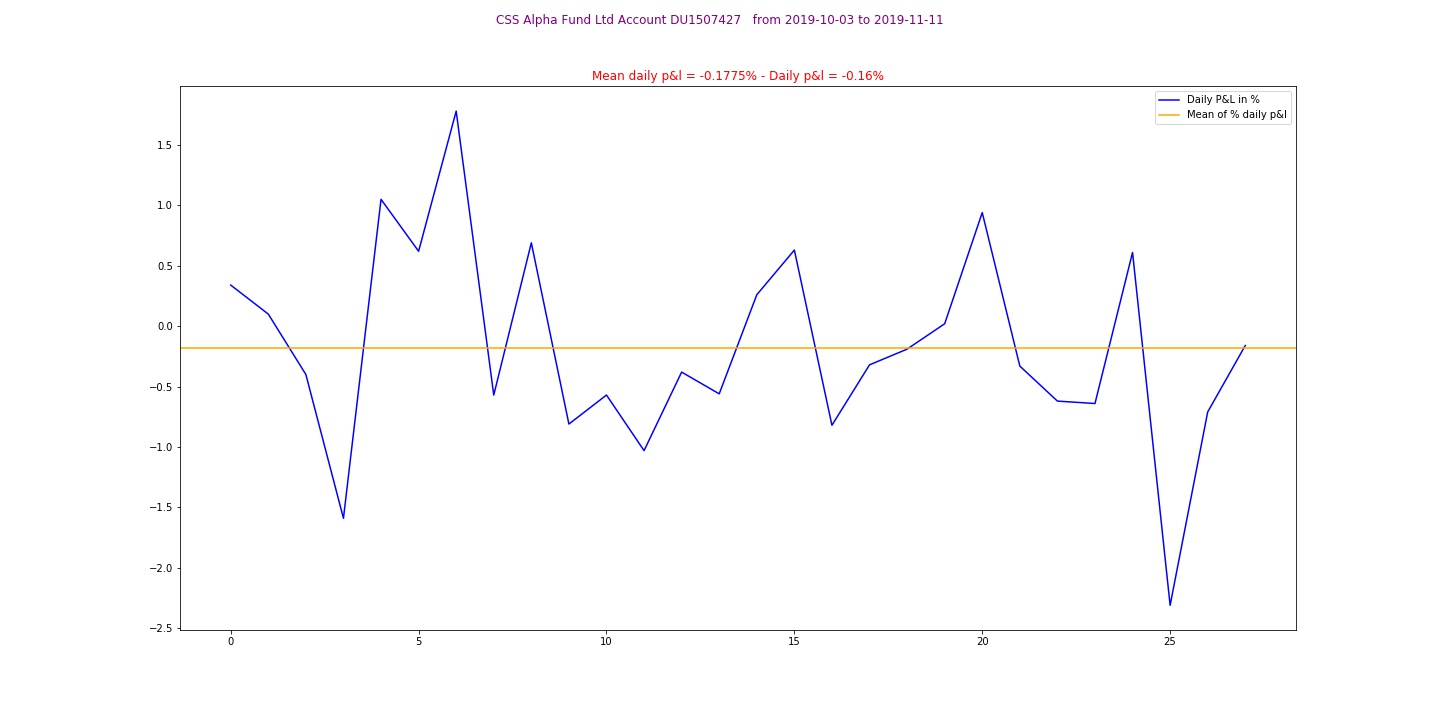 CSS Alpha Fund Ltd Account DU1507427   from 2019-10-03 to 2019-11-11
Mean daily p&l = -0.1775% - Daily p&l = -0.16%
Daily P&L in %
Mean of % daily p&l
1.5
1.0
0.5
0.0
−0.5
−1.0
−1.5
−2.0
−2.5
0 5 10 15 20 25